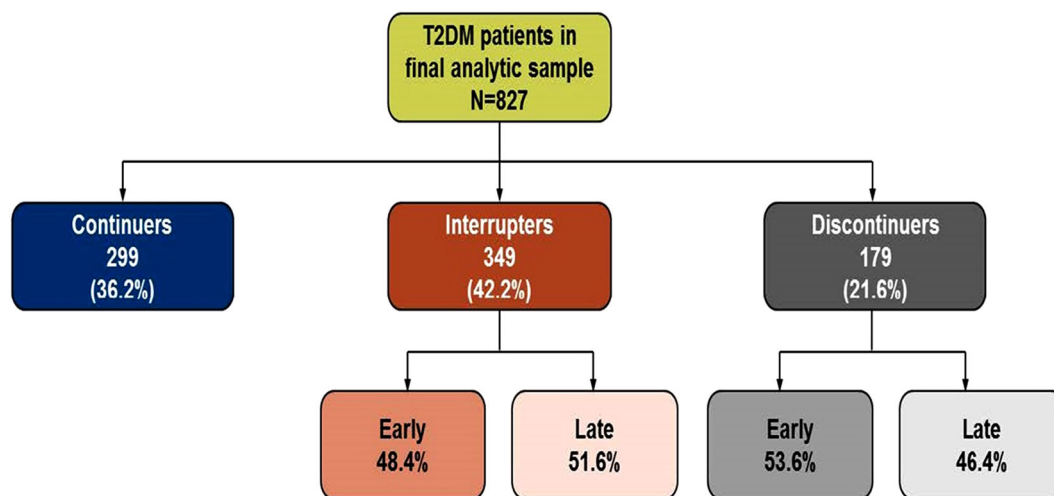 T2DM patients in
final analytic sample
N=827
Continuers
299
(36.2%)
Interrupters
349
(42.2%)
Discontinuers
179
(21.6%)
Early
48.4%
Late
51.6%
Early
53.6%
Late
46.4%